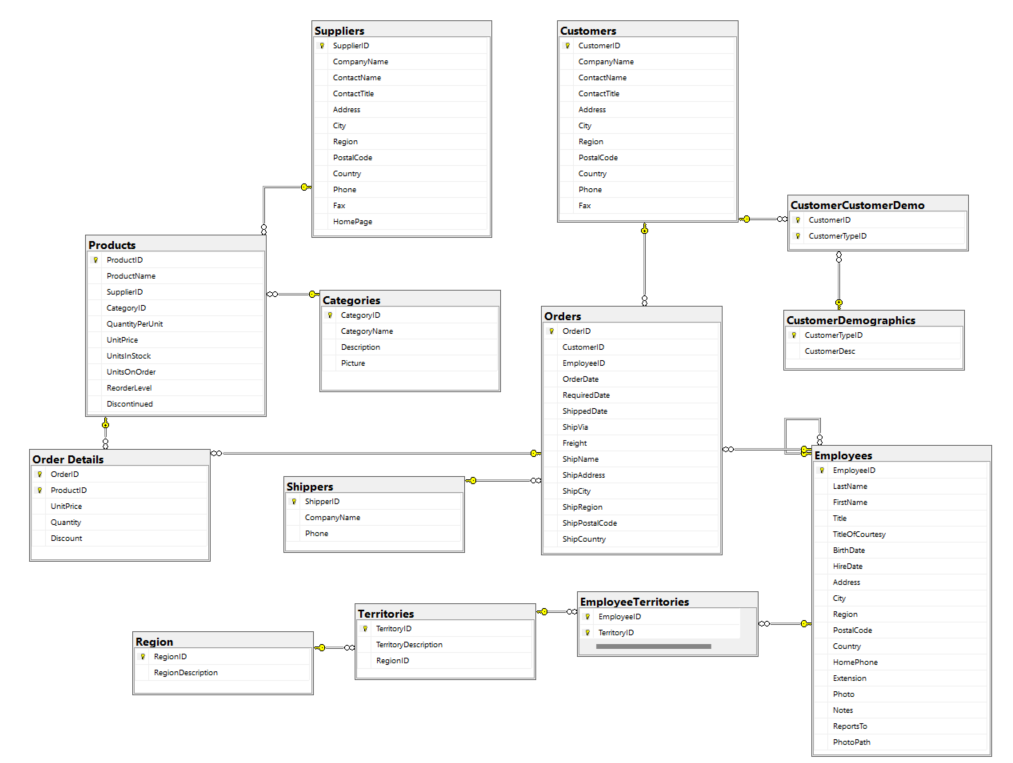 Suppliers
SupplierID
CompanyName
ContactName
ContactTitle
Address
City
Region
PostalCode
Country
Phone
Fax
HomePage
Customers
CustomerID
CompanyName
ContactName
ContactTitle
Address
City
Region
PostalCode
Country
Phone
Fax
CustomerCustomerDemo
CustomerID
CustomerTypeID
Products
ProductID
ProductName
SupplierID
CategoryID
QuantityPerUnit
UnitPrice
UnitsInStock
UnitsOnOrder
ReorderLevel
Discontinued
Categories
CategoryID
CategoryName
Description
Picture
Orders
OrderID
CustomerID
EmployeeID
OrderDate
RequiredDate
ShippedDate
ShipVia
Freight
ShipName
ShipAddress
ShipCity
ShipRegion
ShipPostalCode
ShipCountry
CustomerDemographics
CustomerTypeID
CustomerDesc
Order Details
OrderID
ProductID
UnitPrice
Quantity
Discount
Shippers
ShipperID
CompanyName
Phone
Employees
EmployeeID
LastName
FirstName
Title
TitleOfCourtesy
BirthDate
HireDate
Address
City
Region
PostalCode
Country
HomePhone
Extension
Photo
Notes
ReportsTo
PhotoPath
Region
RegionID
RegionDescription
Territories
TerritoryID
TerritoryDescription
RegionID
EmployeeTerritories
EmployeeID
TerritoryID